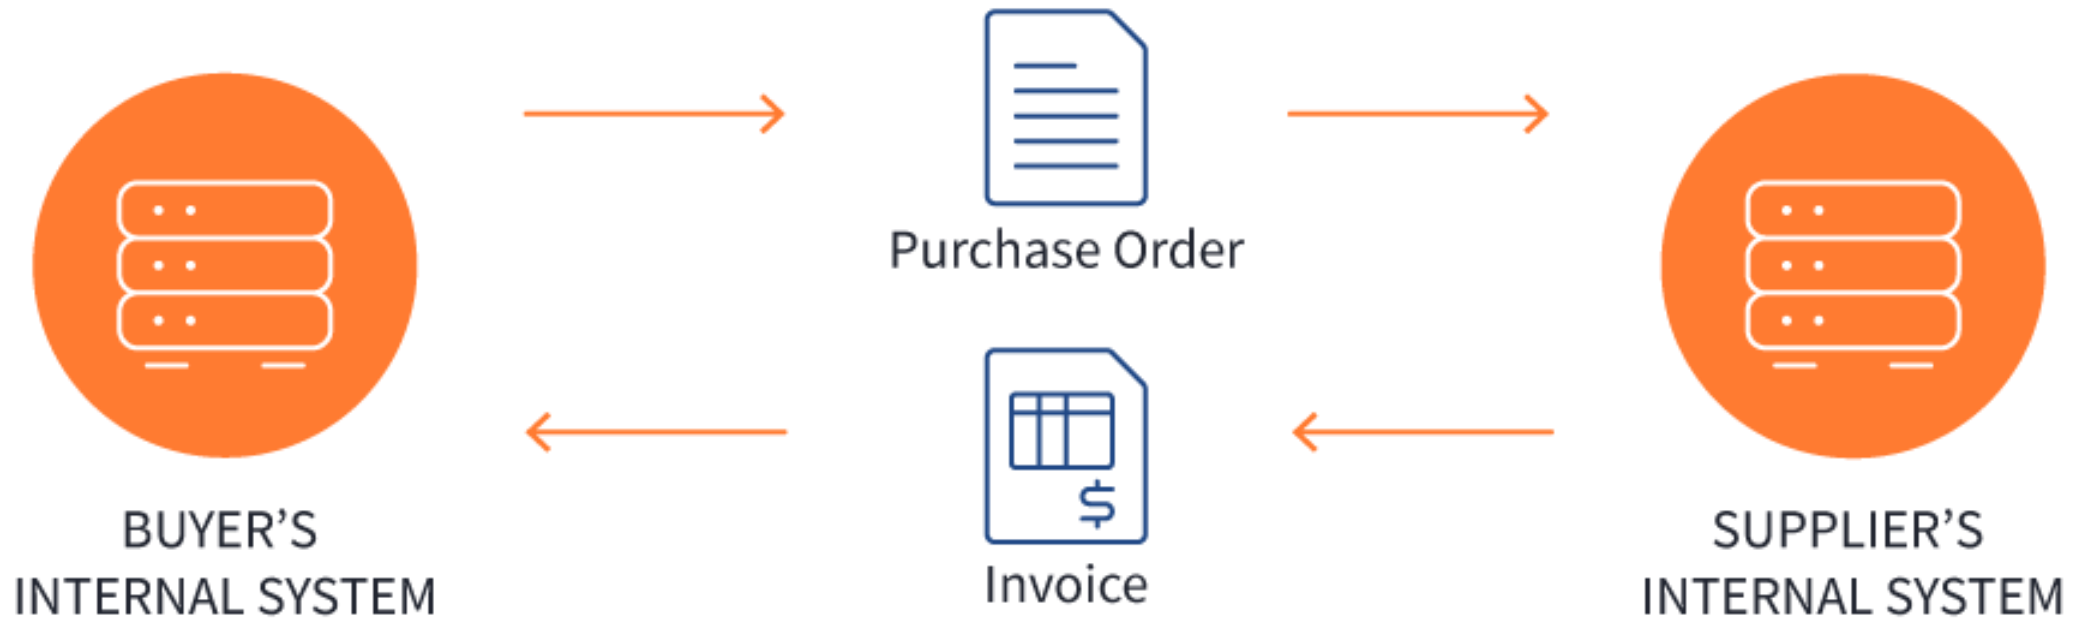 Purchase Order
BUYER’S
INTERNAL SYSTEM
$
Invoice
SUPPLIER’S
INTERNAL SYSTEM